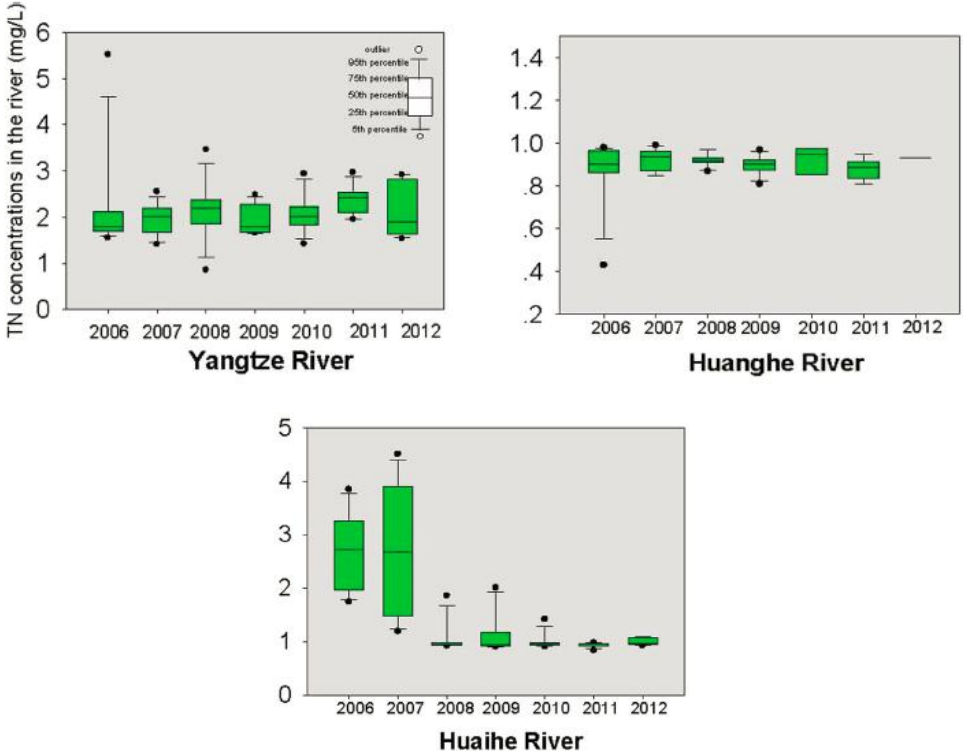 TN concentrations in the river (mg/L)
6
5
4
3
2
1
0
outlier
95th percentile
75th percentile
50th percentile
25th percentile
5th percentile
2006 2007 2008 2009 2010 2011 2012
Yangtze River
1.4
1.2
1.0
.8
.6
.4
.2
2006 2007 2008 2009 2010 2011 2012
Huanghe River
5
4
3
2
1
0
2006 2007 2008 2009 2010 2011 2012
Huaihe River